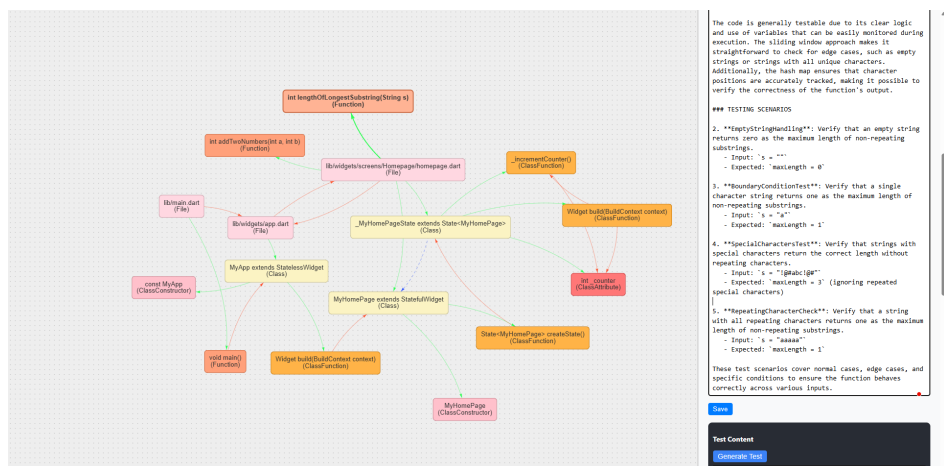 int lengthOfLongestSubstring(String s)
(Function)
int addTwoNumbers(int a, int b)
(Function)
lib/widgets/screens/Homepage/homepage.dart
(File)
_incrementCounter()
(ClassFunction)
lib/main.dart
(File)
lib/widgets/app.dart
(File)
_MyHomePageState extends State<MyHomePage>
(Class)
Widget build(BuildContext context)
(ClassFunction)
MyApp extends StatelessWidget
(Class)
const MyApp
(ClassConstructor)
int _counter
(ClassAttribute)
MyHomePage extends StatefulWidget
(Class)
State<MyHomePage> createState()
(ClassFunction)
void main()
(Function)
Widget build(BuildContext context)
(ClassFunction)
MyHomePage
(ClassConstructor)
The code is generally testable due to its clear logic
and use of variables that can be easily monitored during
execution. The sliding window approach makes it
straightforward to check for edge cases, such as empty
strings or strings with all unique characters.
Additionally, the hash map ensures that character
positions are accurately tracked, making it possible to
verify the correctness of the function's output.
### TESTING SCENARIOS
2. **EmptyStringHandling**: Verify that an empty string
returns zero as the maximum length of non-repeating
substrings.
- Input: `s = ""`
- Expected: `maxLength = 0`
3. **BoundaryConditionTest**: Verify that a single
character string returns one as the maximum length of
non-repeating substrings.
- Input: `s = "a"`
- Expected: `maxLength = 1`
4. **SpecialCharactersTest**: Verify that strings with
special characters return the correct length without
repeating characters.
- Input: `s = "!@#abc!@#"`
- Expected: `maxLength = 3` (ignoring repeated
special characters)
5. **RepeatingCharacterCheck**: Verify that a string
with all repeating characters returns one as the maximum
length of non-repeating substrings.
- Input: `s = "aaaaa"`
- Expected: `maxLength = 1`
These test scenarios cover normal cases, edge cases, and
specific conditions to ensure the function behaves
correctly across various inputs.
Save
Test Content
Generate Test